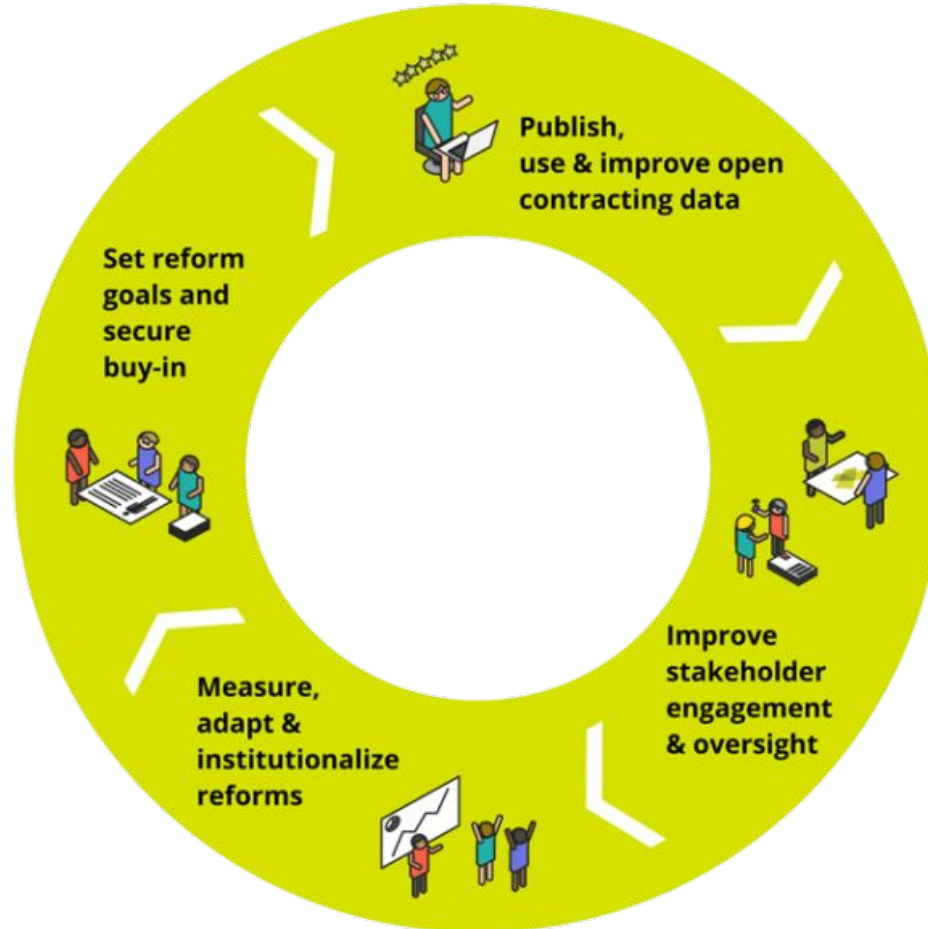 Publish,
use & improve open
contracting data
Set reform
goals and
secure
buy-in
Improve
stakeholder
engagement
& oversight
Measure,
adapt &
institutionalize
reforms